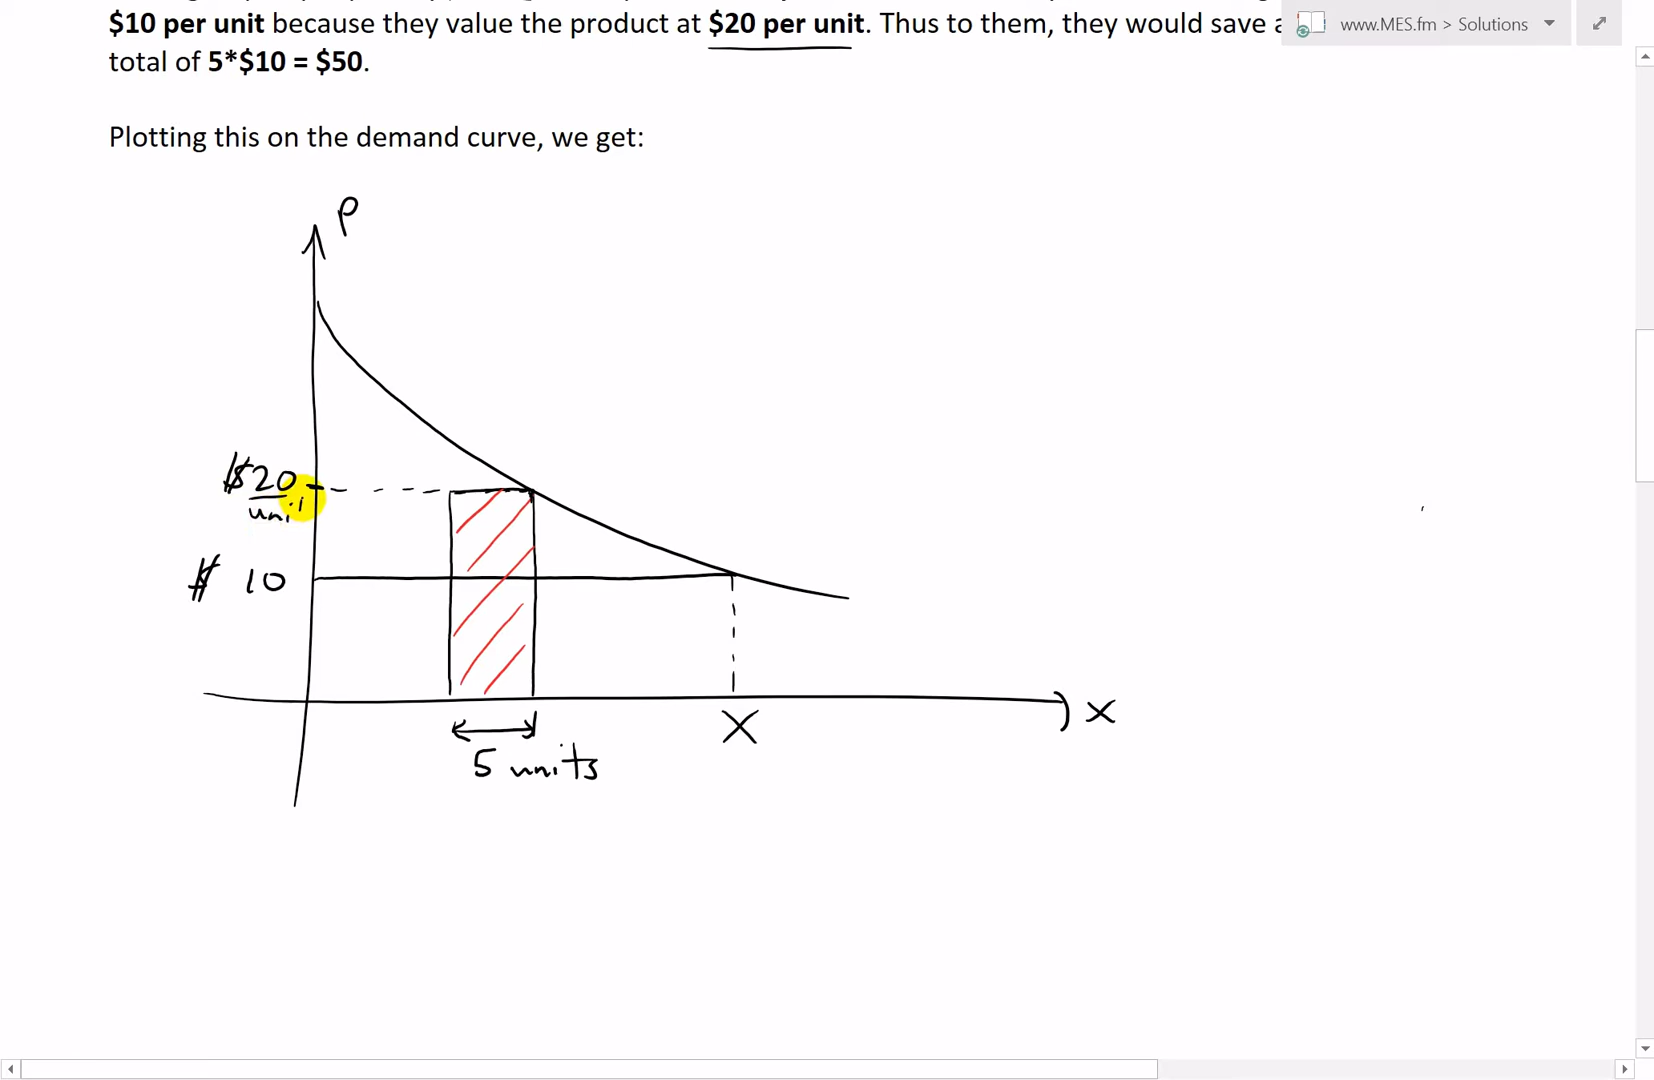 $10 per unit because they value the product at $20 per unit. Thus to them, they would save a
www.MES.fm > Solutions
total of 5*$10 = $50.
Plotting this on the demand curve, we get:
P
$20
unit
$ 10
X
X
5 units